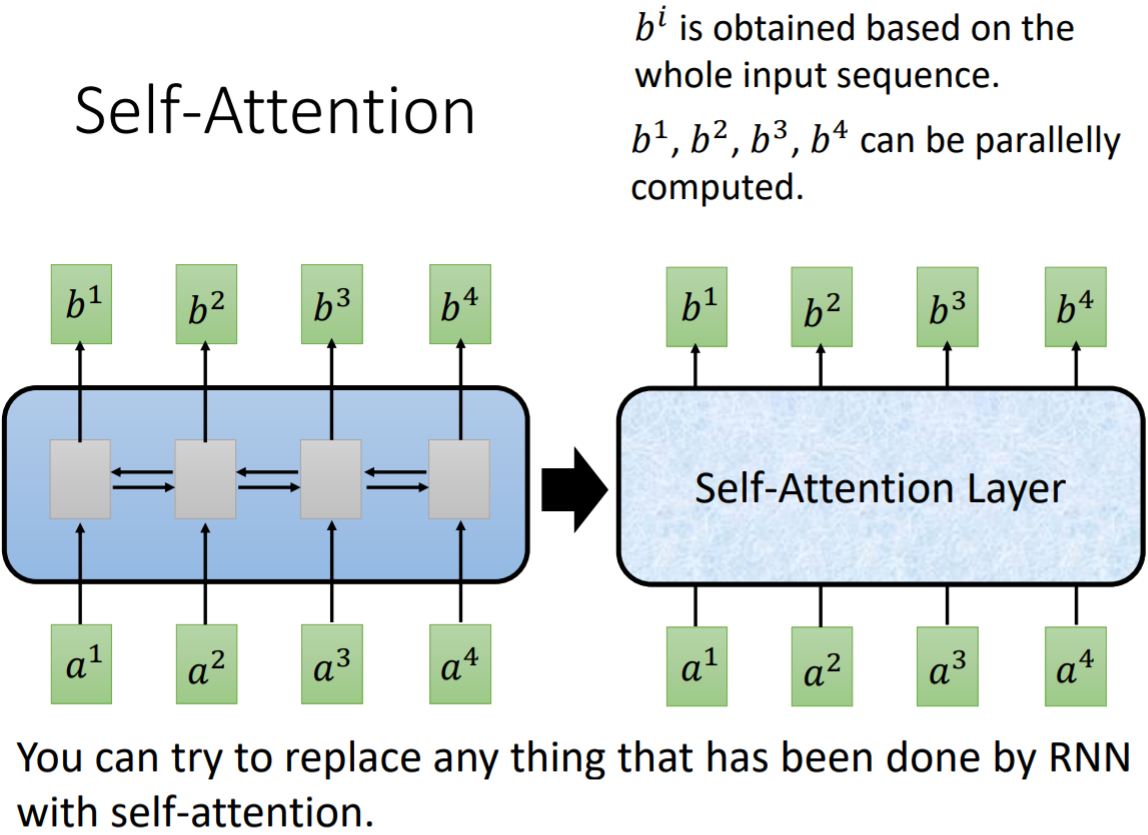 Self-Attention
b^i is obtained based on the
whole input sequence.
b^1, b^2, b^3, b^4 can be parallelly
computed.
b^1 b^2 b^3 b^4
a^1 a^2 a^3 a^4
b^1 b^2 b^3 b^4
Self-Attention Layer
a^1 a^2 a^3 a^4
You can try to replace any thing that has been done by RNN
with self-attention.